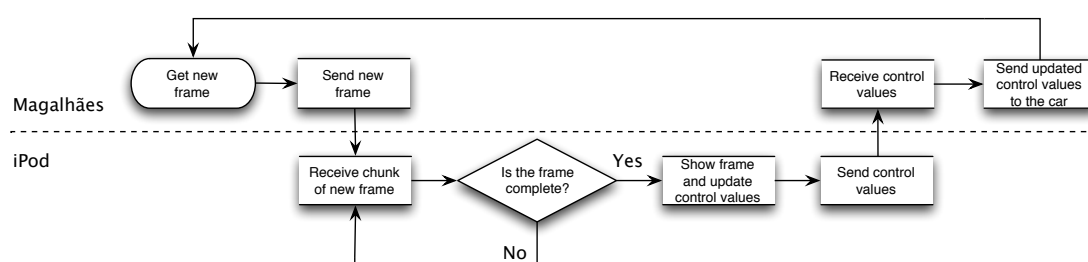 Get new
frame
Send new
frame
Receive control
values
Send updated
control values
to the car
Magalhães
iPod
Receive chunk
of new frame
Is the frame
complete?
Yes
Show frame
and update
control values
Send control
values
No